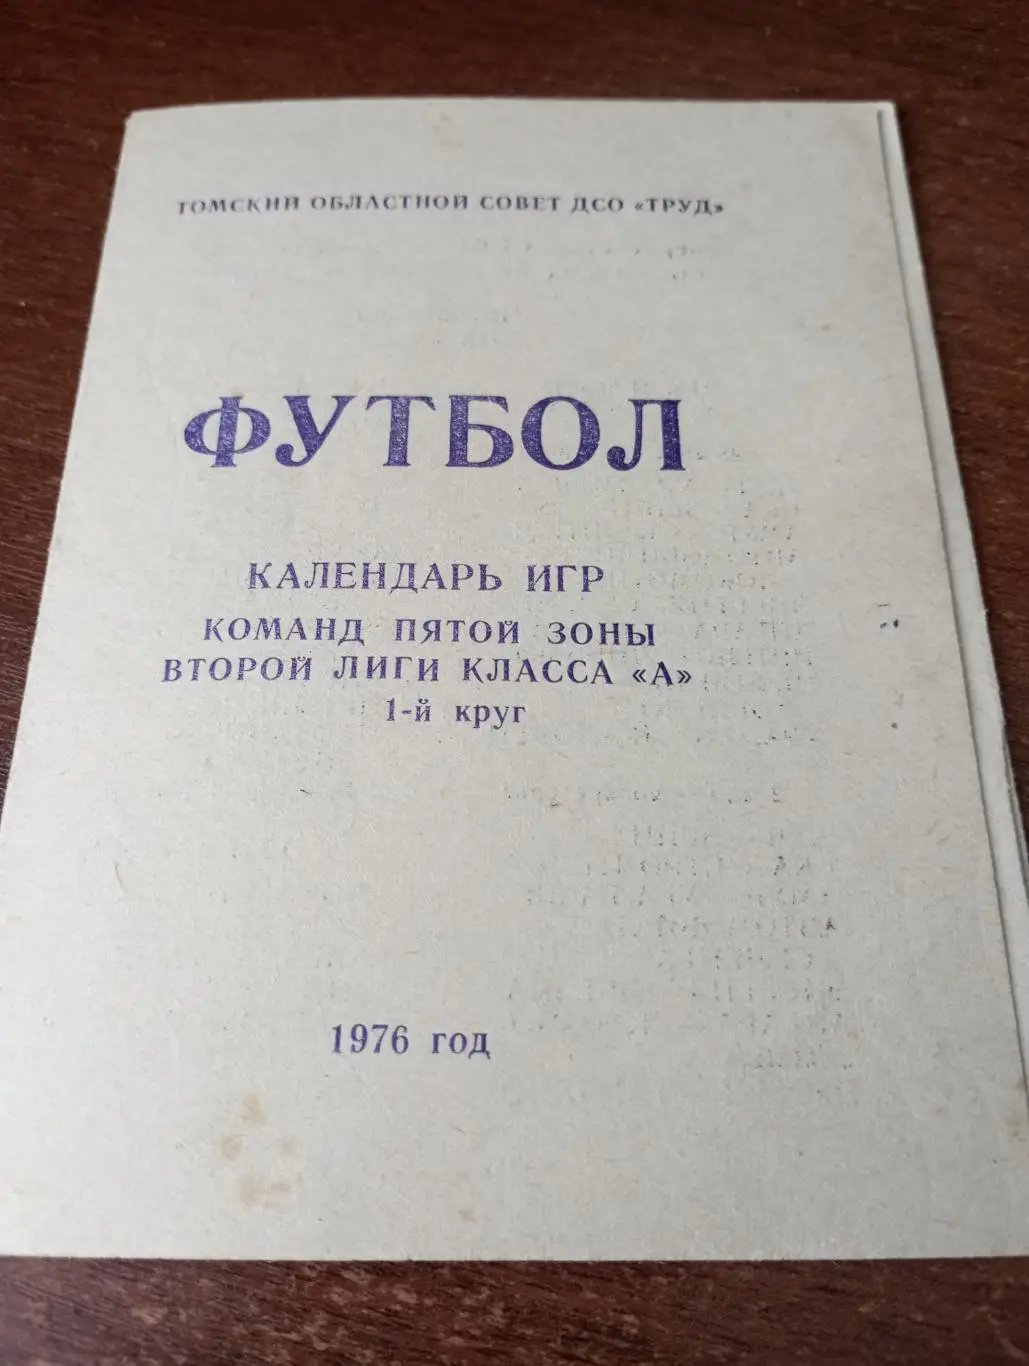 ТОМСКИЙ ОБЛАСТНОЙ СОВЕТ ДСО «ТРУД»
ФУТБОЛ
КАЛЕНДАРЬ ИГР
КОМАНД ПЯТОЙ ЗОНЫ
ВТОРОЙ ЛИГИ КЛАССА «А»
1-й круг
1976 год